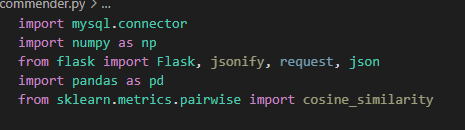 commender.py > ...
import mysql.connector
import numpy as np
from flask import Flask, jsonify, request, json
import pandas as pd
from sklearn.metrics.pairwise import cosine_similarity